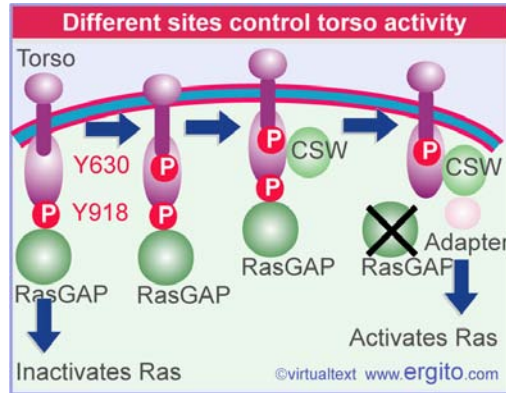 Different sites control torso activity
Torso
Y630
P
P
P
CSW
P
CSW
Y918
P
P
P
RasGAP
RasGAP
RasGAP
RasGAP
Adapter
Inactivates Ras
Activates Ras
©virtualtext www.ergito.com